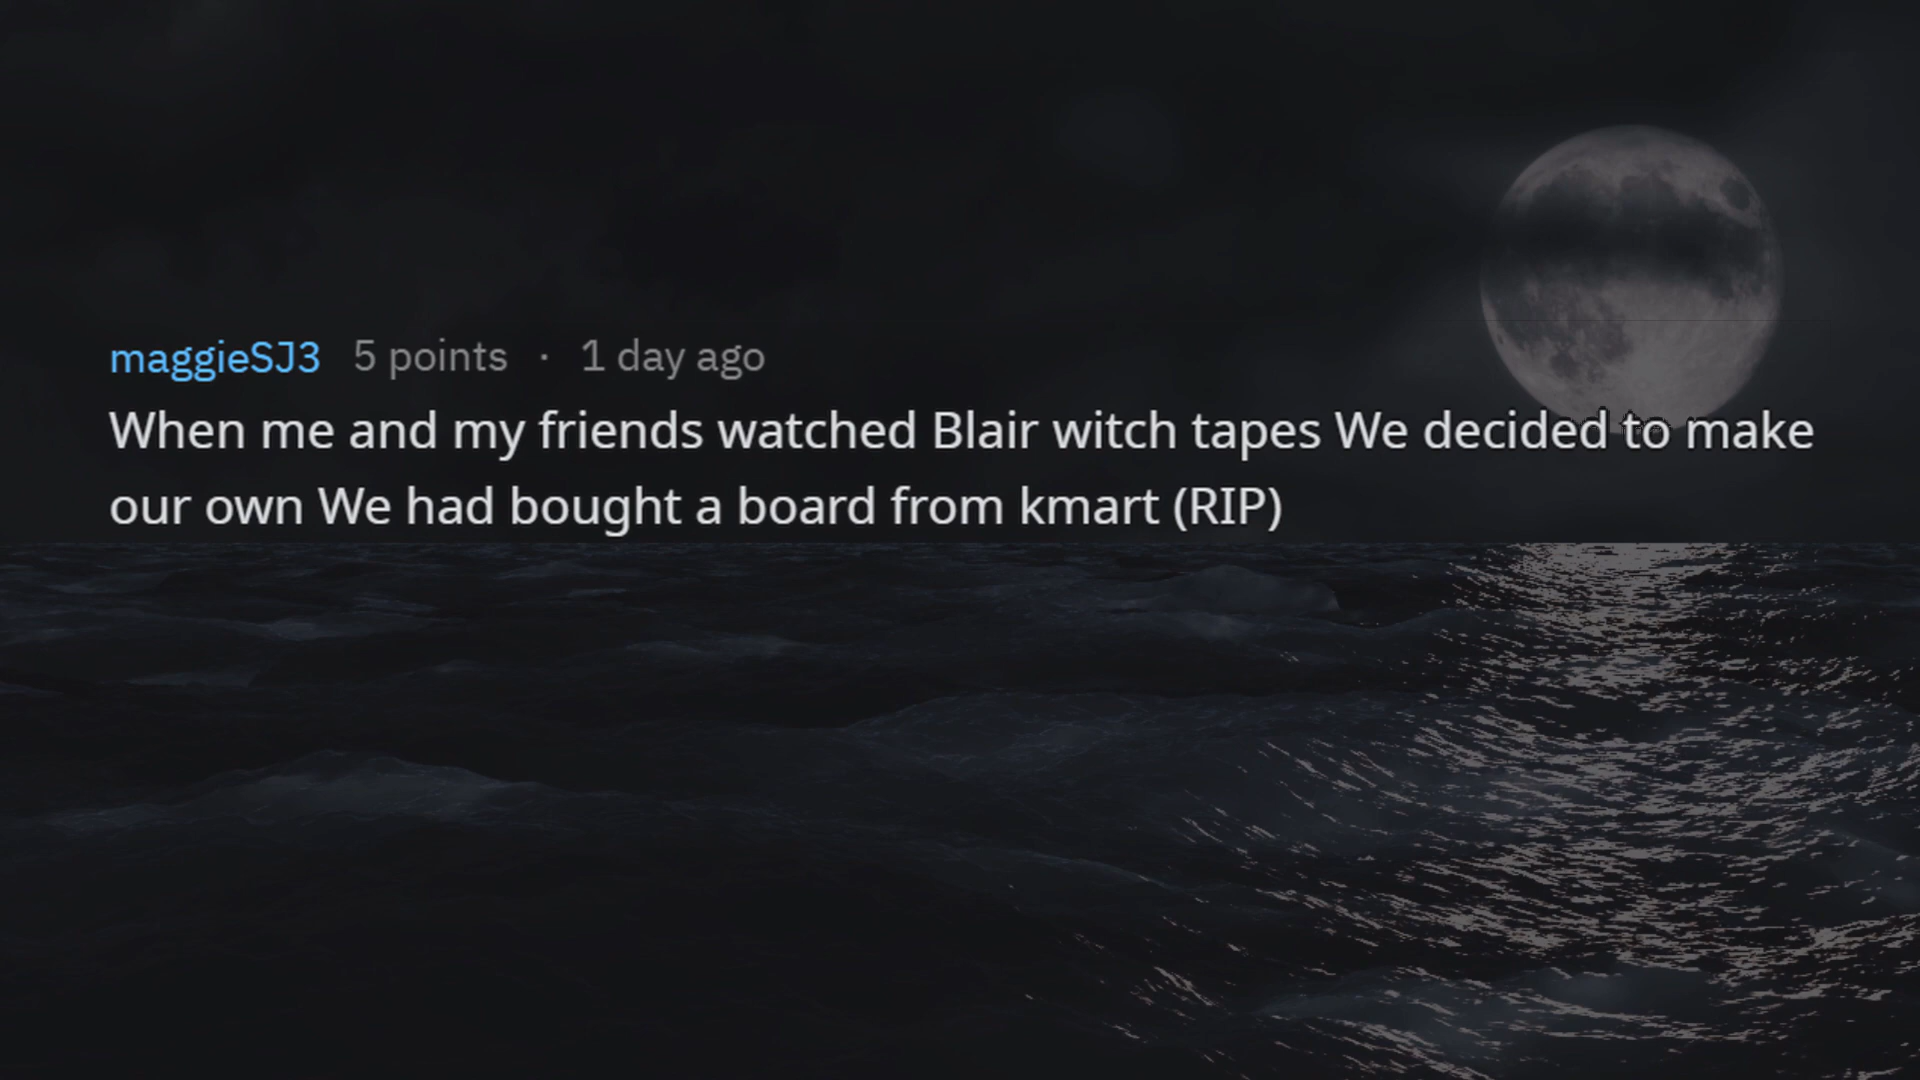 maggieSJ3 5 points · 1 day ago
When me and my friends watched Blair witch tapes We decided to make
our own We had bought a board from kmart (RIP)